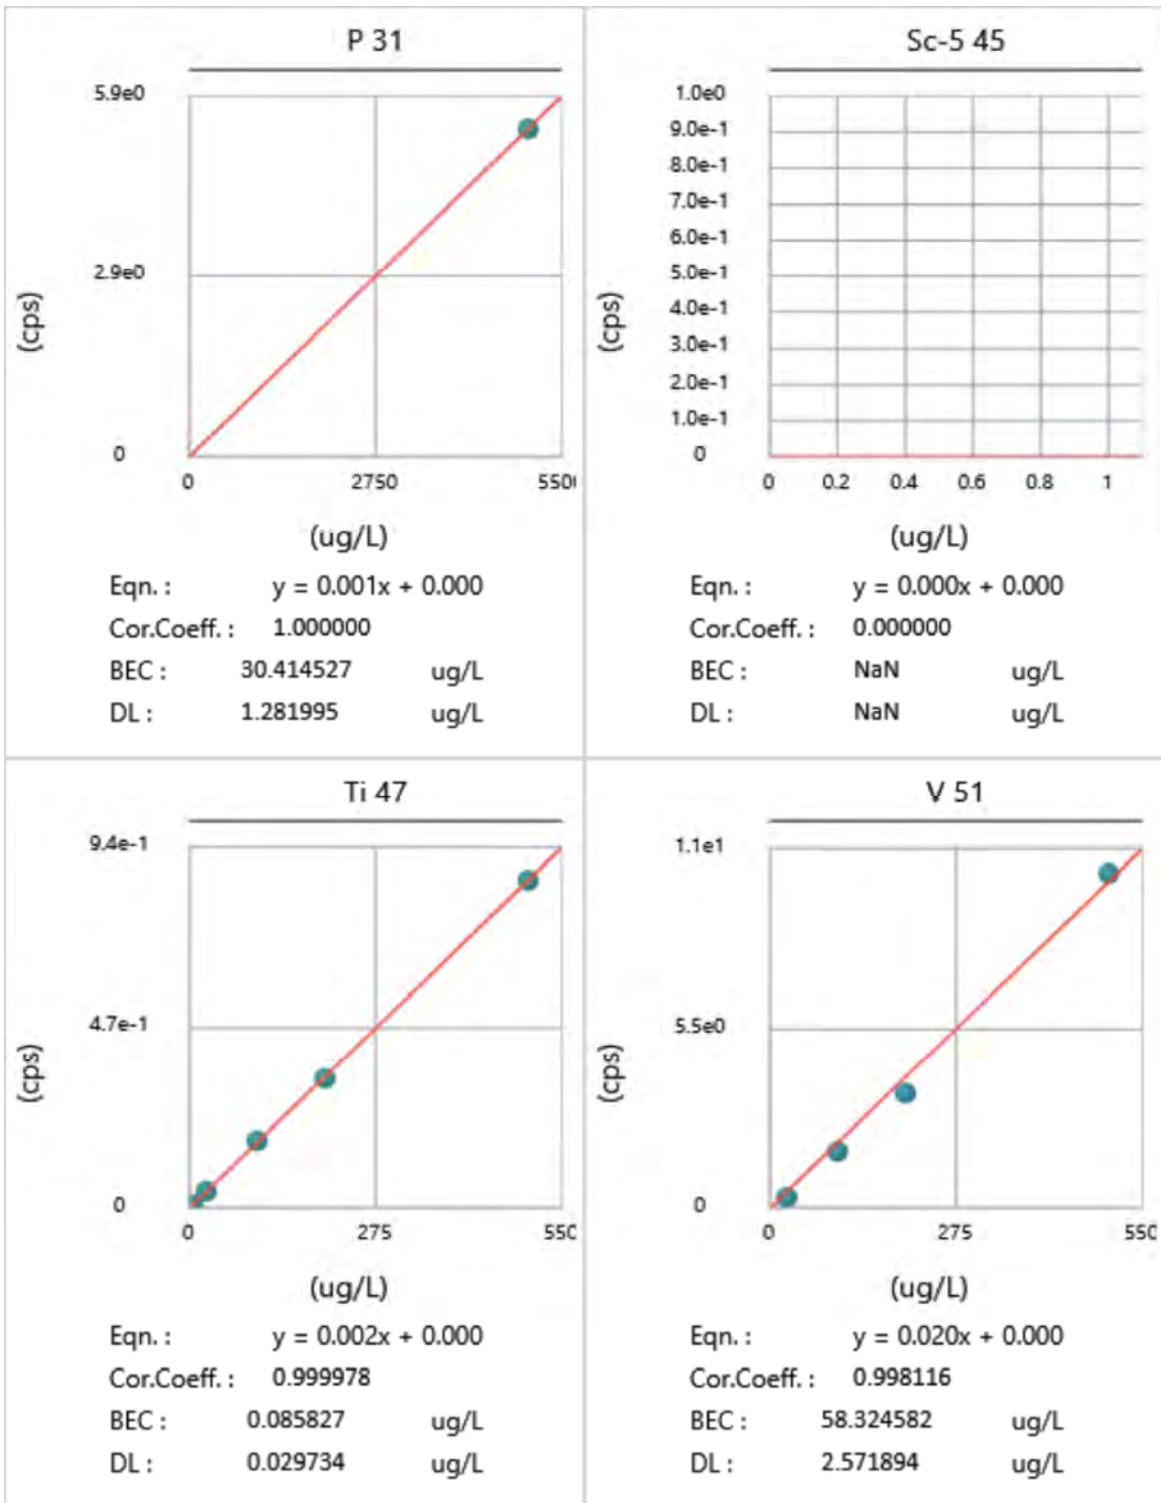 P 31
5.9e0
2.9e0
0
(cps)
0 2750 550
(ug/L)
Eqn. : y = 0.001x + 0.000
Cor.Coeff. : 1.000000
BEC : 30.414527 ug/L
DL : 1.281995 ug/L
Sc-5 45
1.0e0
9.0e-1
8.0e-1
7.0e-1
6.0e-1
5.0e-1
4.0e-1
3.0e-1
2.0e-1
1.0e-1
0
(cps)
0 0.2 0.4 0.6 0.8 1
(ug/L)
Eqn. : y = 0.000x + 0.000
Cor.Coeff. : 0.000000
BEC : NaN ug/L
DL : NaN ug/L
Ti 47
9.4e-1
4.7e-1
0
(cps)
0 275 550
(ug/L)
Eqn. : y = 0.002x + 0.000
Cor.Coeff. : 0.999978
BEC : 0.085827 ug/L
DL : 0.029734 ug/L
V 51
1.1e1
5.5e0
0
(cps)
0 275 550
(ug/L)
Eqn. : y = 0.020x + 0.000
Cor.Coeff. : 0.998116
BEC : 58.324582 ug/L
DL : 2.571894 ug/L